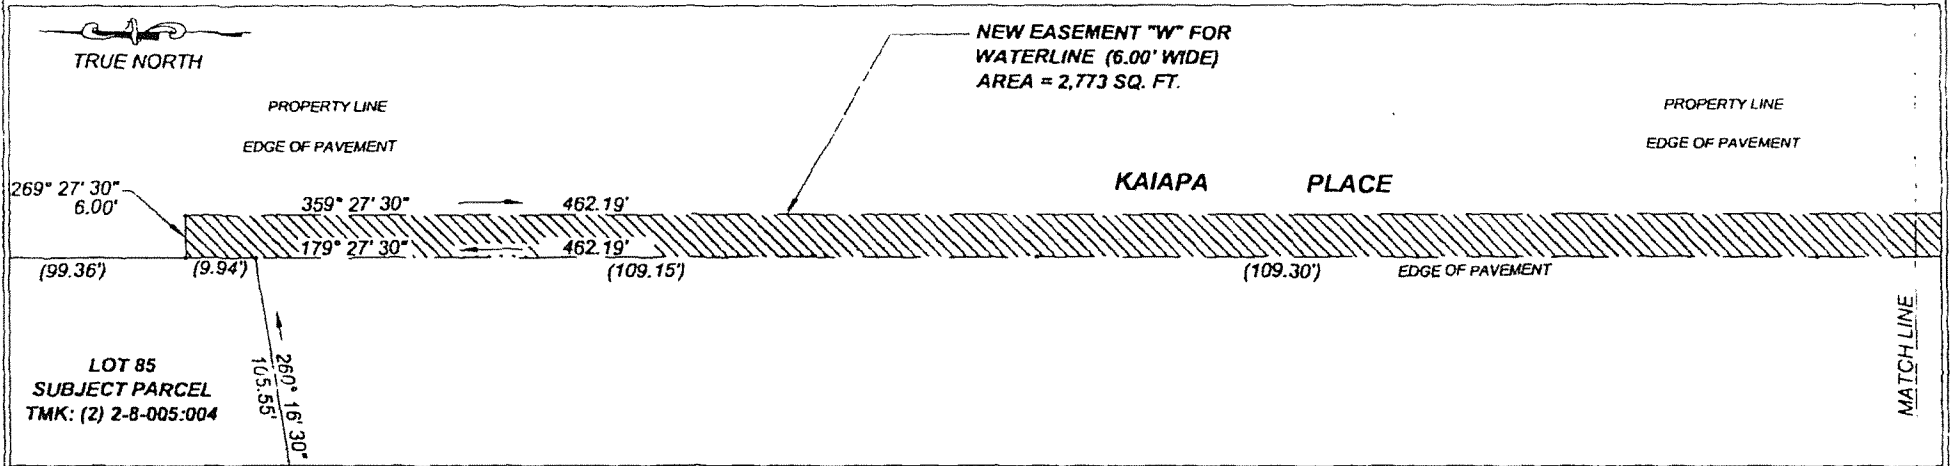 TRUE NORTH
NEW EASEMENT "W" FOR
WATERLINE (6.00' WIDE)
AREA = 2,773 SQ. FT.
PROPERTY LINE
EDGE OF PAVEMENT
PROPERTY LINE
EDGE OF PAVEMENT
KAIAPA PLACE
269° 27' 30"
6.00'
359° 27' 30" 462.19'
179° 27' 30" 462.19'
(99.36') (9.94') (109.15') (109.30') EDGE OF PAVEMENT
LOT 85
SUBJECT PARCEL
TMK: (2) 2-8-005:004
260° 16' 30"
105.55'
MATCH LINE